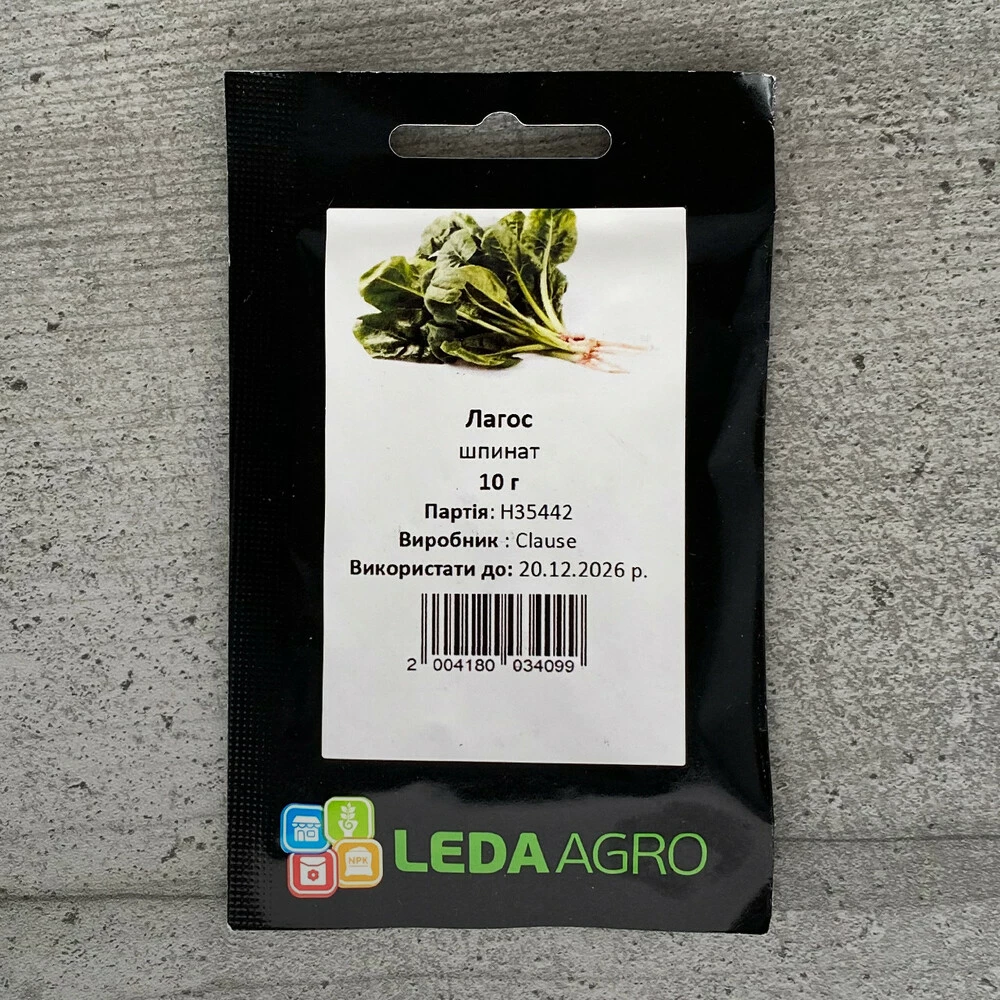 Лагос
шпинат
10 г
Партія: H35442
Виробник : Clause
Використати до: 20.12.2026 р.
2 004180 034099
NPK
LEDA AGRO